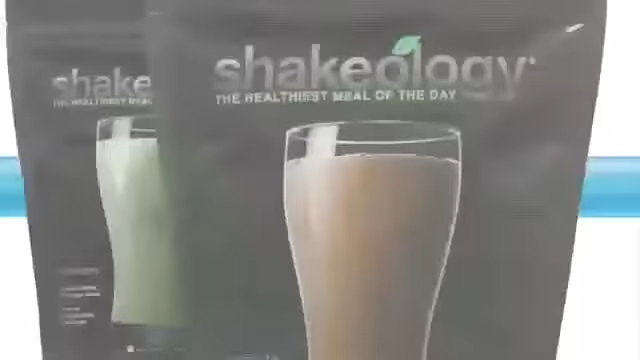 shake
THE HEALTHIEST MEAL
shakeology
THE HEALTHIEST MEAL OF THE DAY